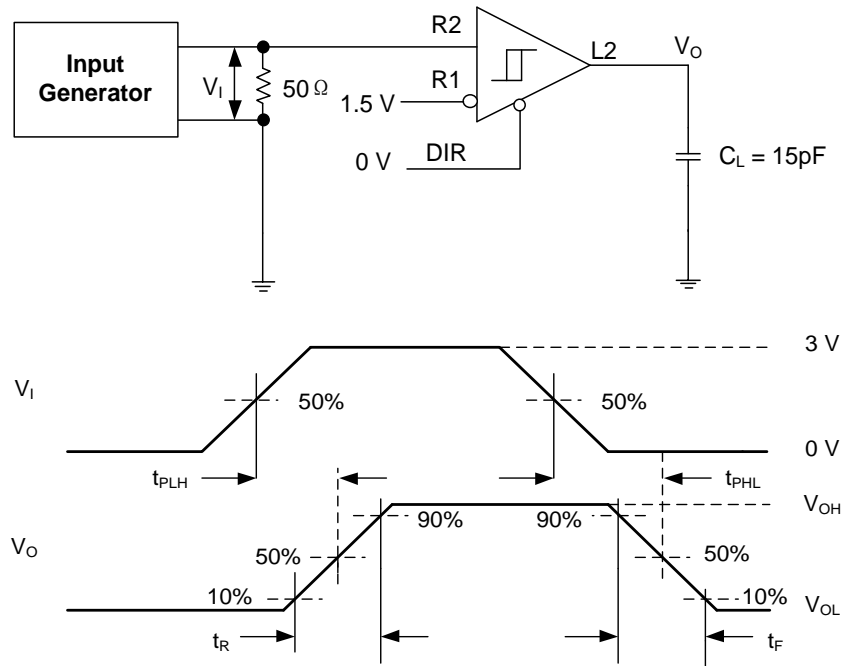 Input
Generator
V_I
50 Ω
R2
R1
1.5 V
0 V
DIR
L2
V_O
C_L = 15pF
V_I
50%
50%
3 V
0 V
t_PLH
t_PHL
V_O
10%
50%
90%
90%
50%
10%
V_OH
V_OL
t_R
t_F